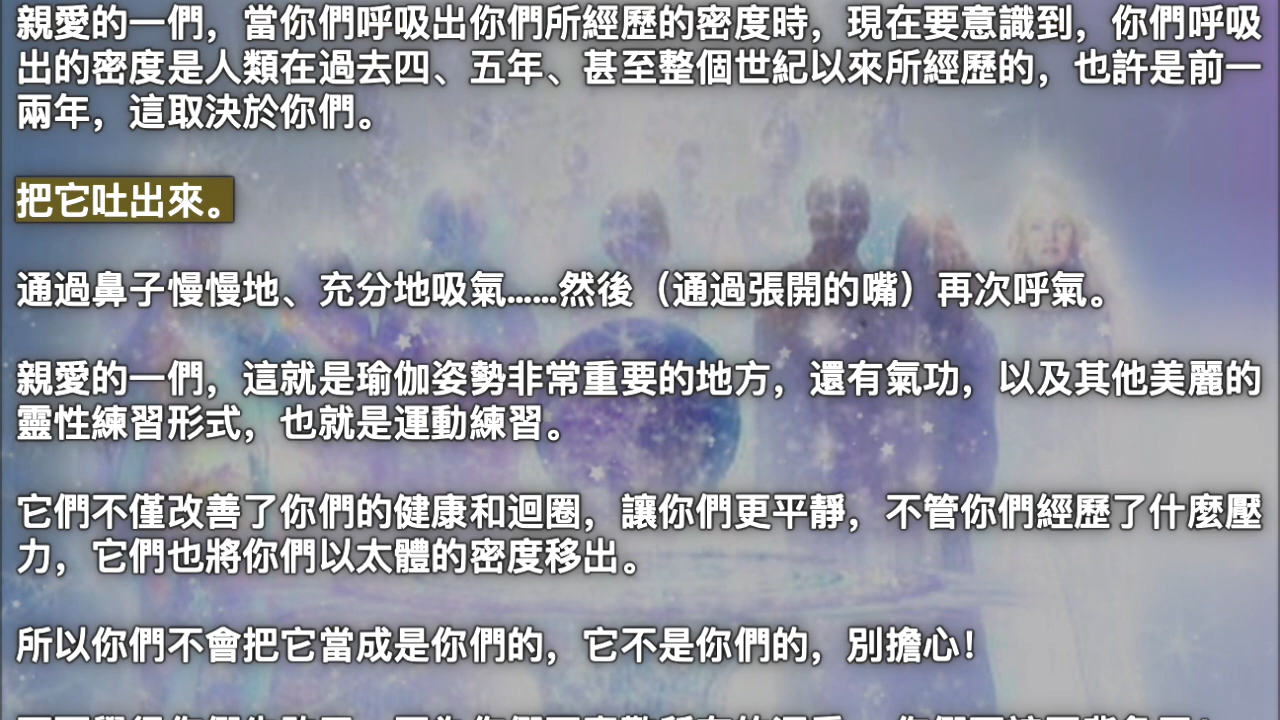 親愛的一們，當你們呼吸出你們所經歷的密度時，現在要意識到，你們呼吸
出的密度是人類在過去四、五年、甚至整個世紀以來所經歷的，也許是前一
兩年，這取決於你們。
把它吐出來。
通過鼻子慢慢地、充分地吸氣……然後（通過張開的嘴）再次呼氣。
親愛的一們，這就是瑜伽姿勢非常重要的地方，還有氣功，以及其他美麗的
靈性練習形式，也就是運動練習。
它們不僅改善了你們的健康和迴圈，讓你們更平靜，不管你們經歷了什麼壓
力，它們也將你們以太體的密度移出。
所以你們不會把它當成是你們的，它不是你們的，別擔心！